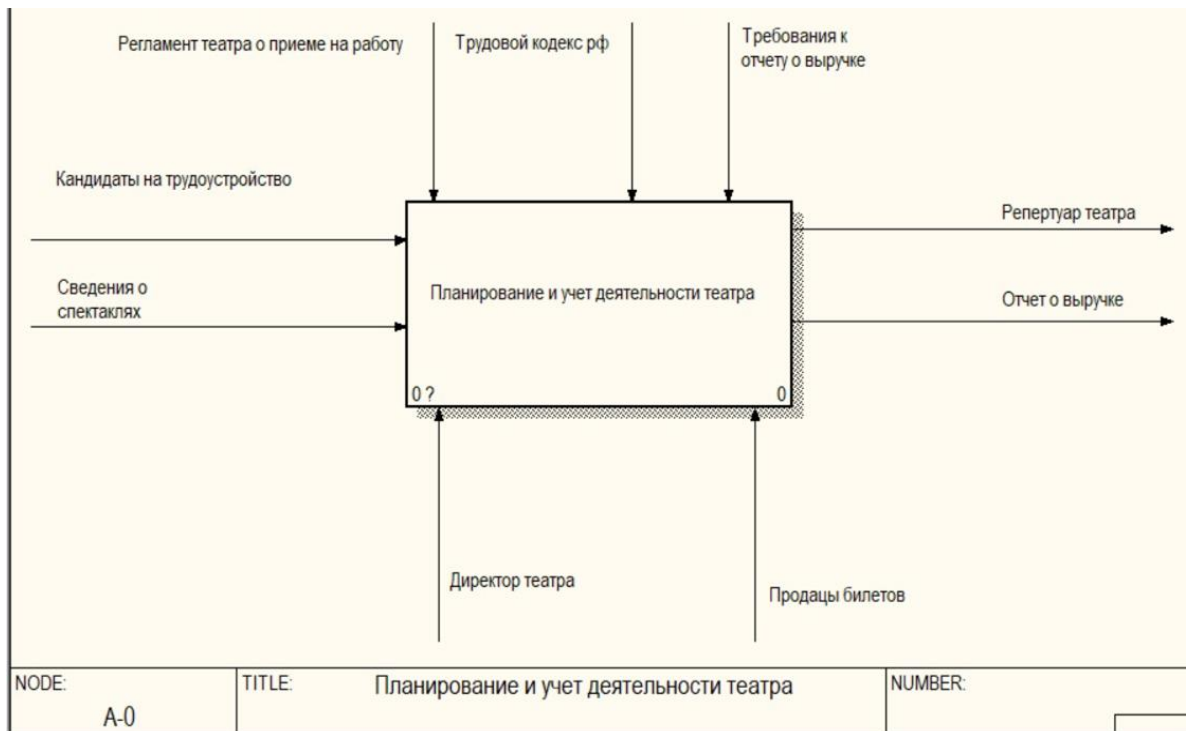 Регламент театра о приеме на работу
Трудовой кодекс рф
Требования к
отчету о выручке
Кандидаты на трудоустройство
Репертуар театра
Сведения о
спектаклях
Планирование и учет деятельности театра
Отчет о выручке
0 ?
0
Директор театра
Продацы билетов
NODE:
TITLE:
Планирование и учет деятельности театра
NUMBER:
A-0